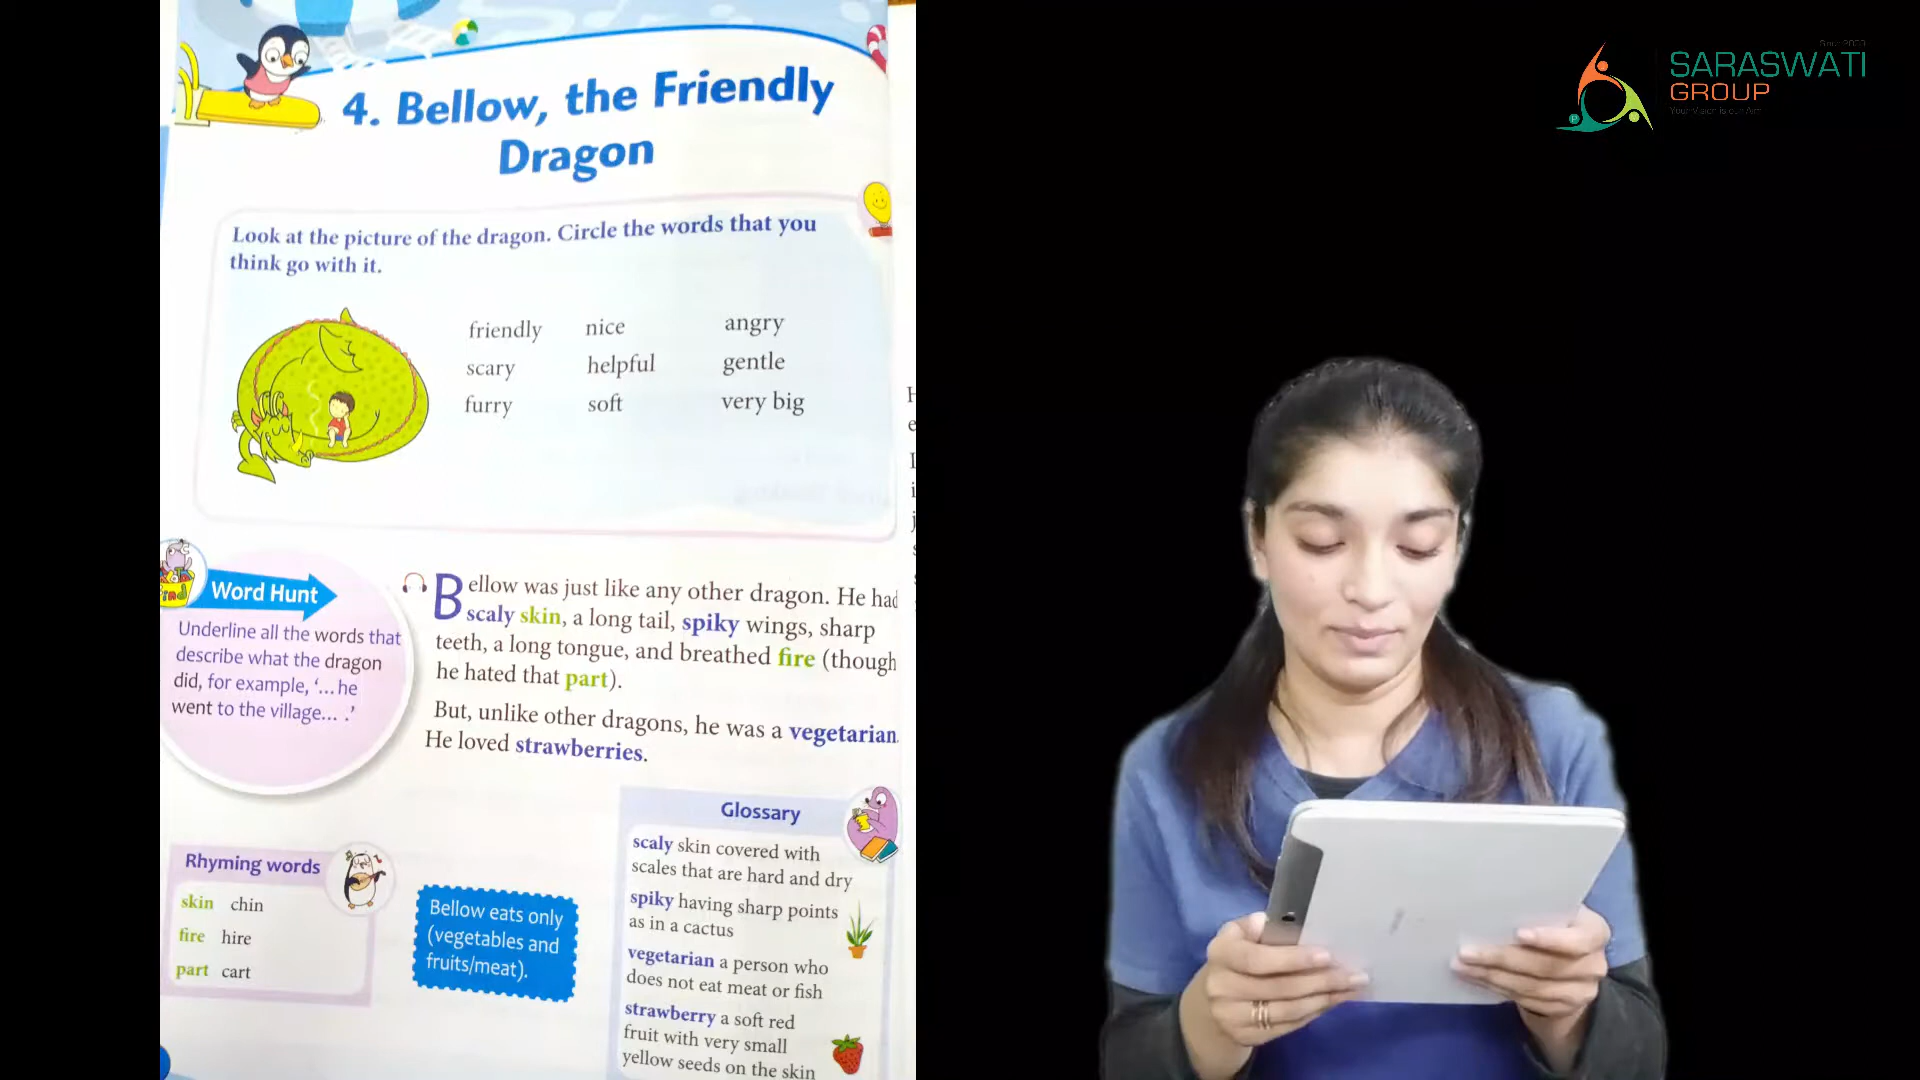 4. Bellow, the Friendly
Dragon
Look at the picture of the dragon. Circle the words that you
think go with it.
friendly nice angry
scary helpful gentle
furry soft very big
Word Hunt
Underline all the words that
describe what the dragon
did, for example, ‘...he
went to the village... .’
Bellow was just like any other dragon. He had
scaly skin, a long tail, spiky wings, sharp
teeth, a long tongue, and breathed fire (though
he hated that part).
But, unlike other dragons, he was a vegetarian.
He loved strawberries.
Rhyming words
skin chin
fire hire
part cart
Bellow eats only
(vegetables and
fruits/meat).
Glossary
scaly skin covered with
scales that are hard and dry
spiky having sharp points
as in a cactus
vegetarian a person who
does not eat meat or fish
strawberry a soft red
fruit with very small
yellow seeds on the skin
SARASWATI
GROUP
Your Vision is our Aim